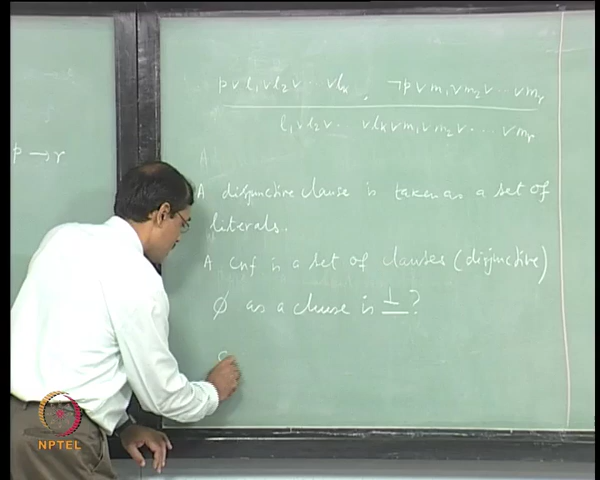 p ∨ l₁ ∨ l₂ ∨ ⋯ ∨ lₖ , ¬p ∨ m₁ ∨ m₂ ∨ ⋯ ∨ mᵣ
l₁ ∨ l₂ ∨ ⋯ ∨ lₖ ∨ m₁ ∨ m₂ ∨ ⋯ ∨ mᵣ
p → r
A disjunctive clause is taken as a set of
literals.
A cnf is a set of clauses (disjunctive)
∅ as a clause is ⊥ ?
NPTEL